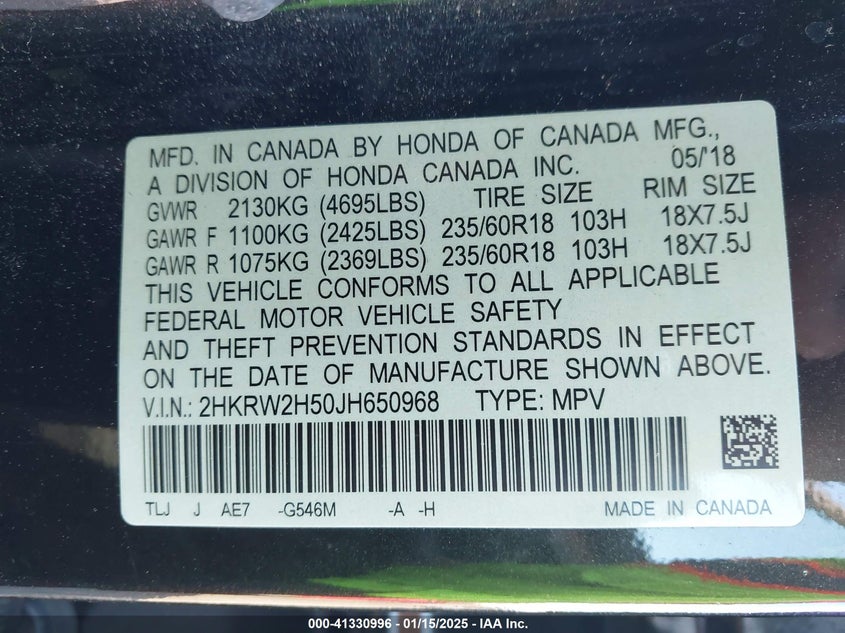 MFD. IN CANADA BY HONDA OF CANADA MFG.,
A DIVISION OF HONDA CANADA INC. 05/'18
GVWR 2130KG (4695LBS) TIRE SIZE RIM SIZE
GAWR F 1100KG (2425LBS) 235/60R18 103H 18X7.5J
GAWR R 1075KG (2369LBS) 235/60R18 103H 18X7.5J
THIS VEHICLE CONFORMS TO ALL APPLICABLE
FEDERAL MOTOR VEHICLE SAFETY
AND THEFT PREVENTION STANDARDS IN EFFECT
ON THE DATE OF MANUFACTURE SHOWN ABOVE.
V.I.N.: 2HKRW2H50JH650968 TYPE: MPV
TLJ J AE7 -G546M -A -H MADE IN CANADA
000-41330996 - 01/15/2025 - IAA Inc.